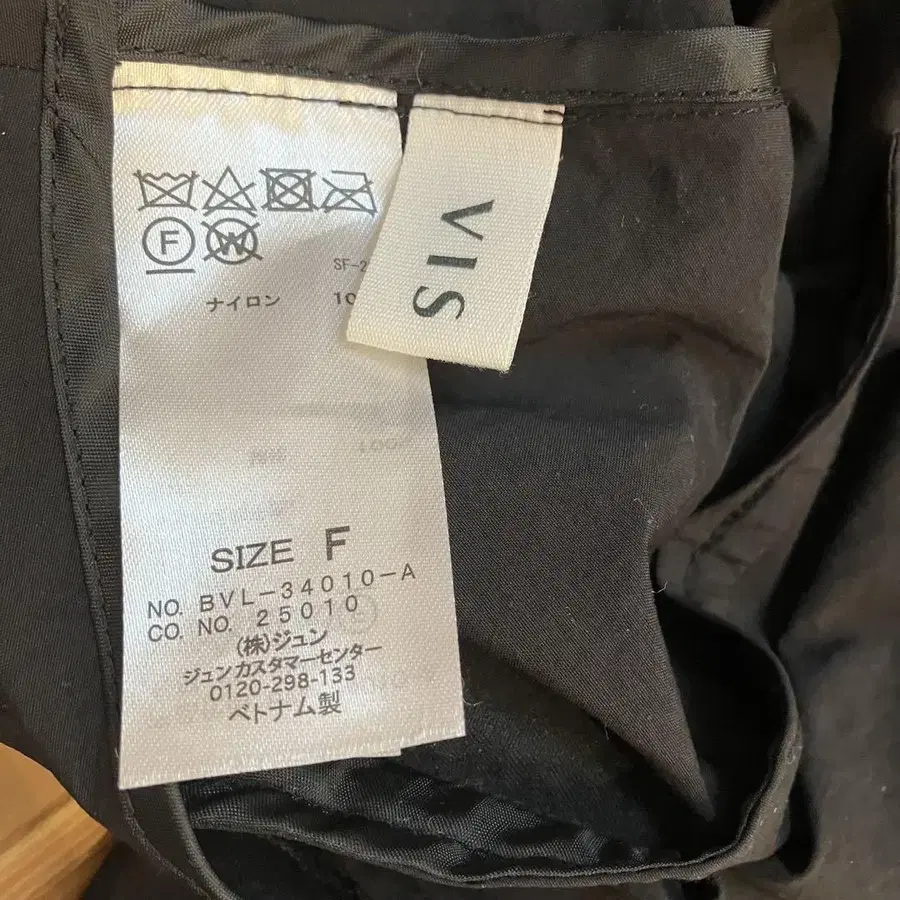 F
W
SF-2
ナイロン 10
VIS
100
SIZE F
NO. BVL-34010-A
CO. NO. 25010
(株)ジュン
ジュンカスタマーセンター
0120-298-133
ベトナム製